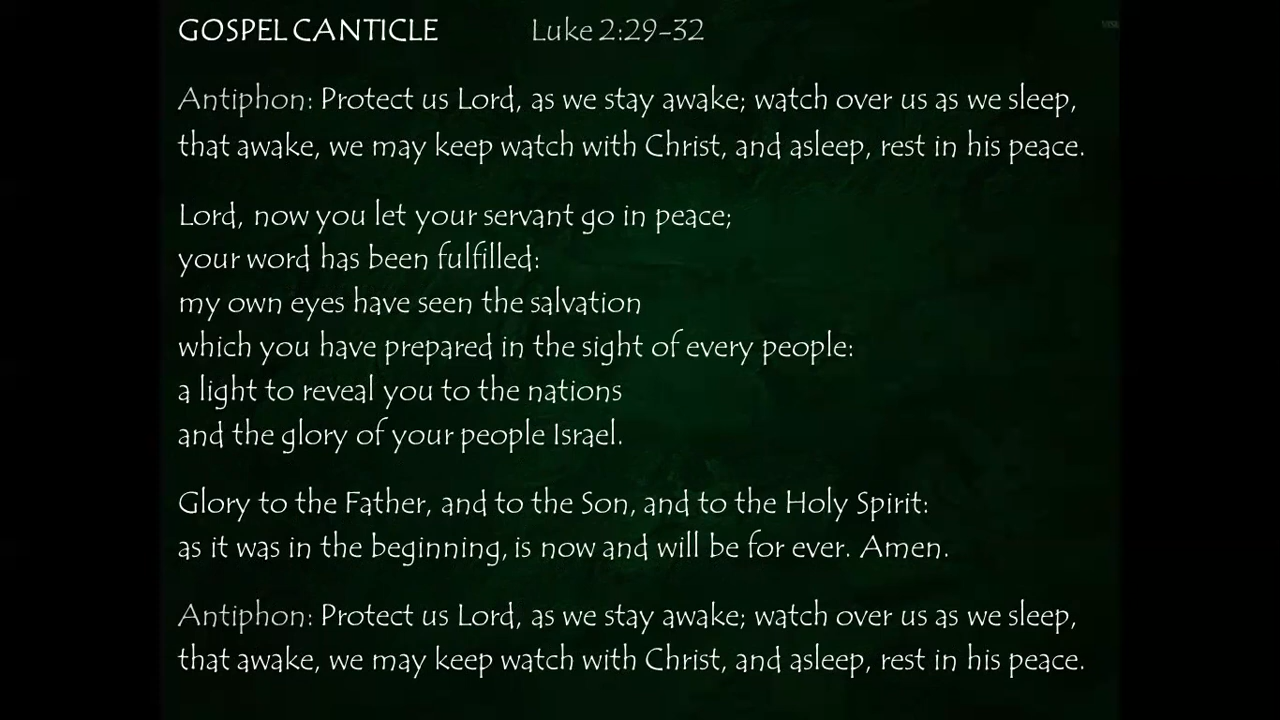 GOSPEL CANTICLE Luke 2:29-32
Antiphon: Protect us Lord, as we stay awake; watch over us as we sleep,
that awake, we may keep watch with Christ, and asleep, rest in his peace.
Lord, now you let your servant go in peace;
your word has been fulfilled:
my own eyes have seen the salvation
which you have prepared in the sight of every people:
a light to reveal you to the nations
and the glory of your people Israel.
Glory to the Father, and to the Son, and to the Holy Spirit:
as it was in the beginning, is now and will be for ever. Amen.
Antiphon: Protect us Lord, as we stay awake; watch over us as we sleep,
that awake, we may keep watch with Christ, and asleep, rest in his peace.